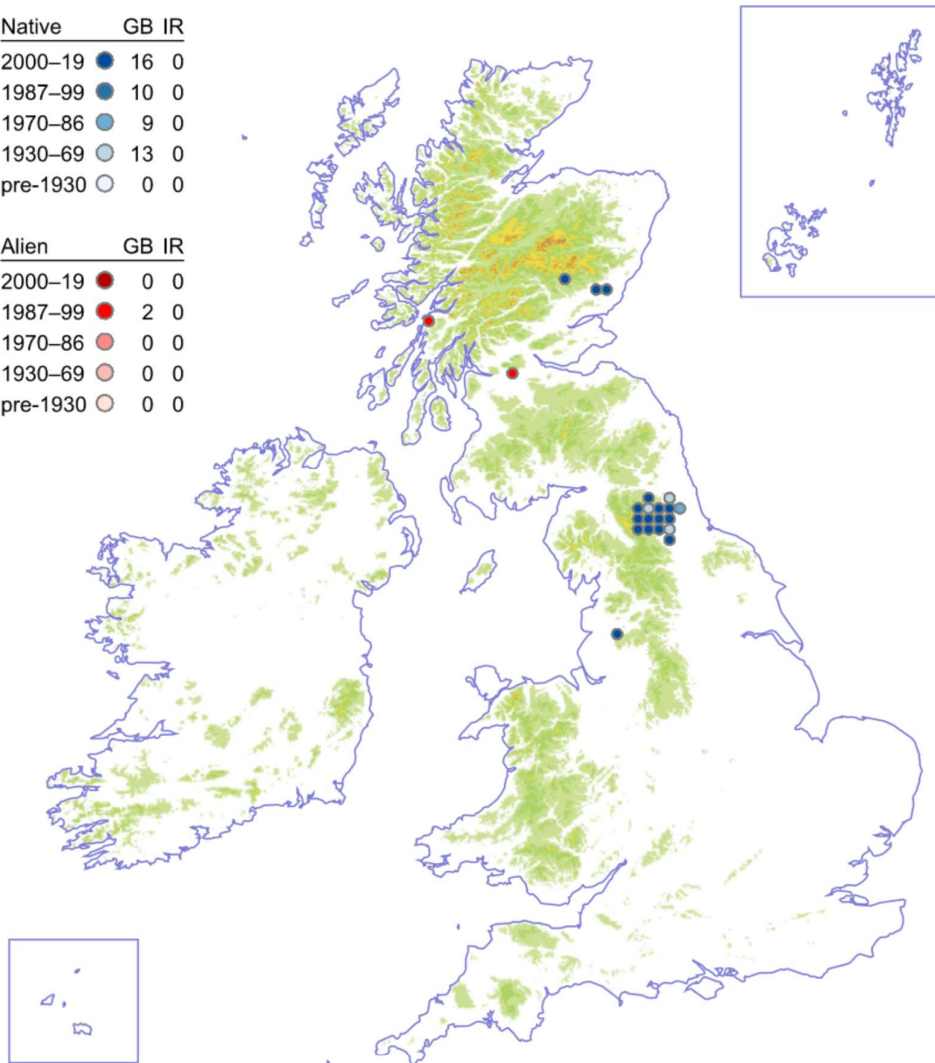 Native GB IR
2000–19 16 0
1987–99 10 0
1970–86 9 0
1930–69 13 0
pre-1930 0 0
Alien GB IR
2000–19 0 0
1987–99 2 0
1970–86 0 0
1930–69 0 0
pre-1930 0 0